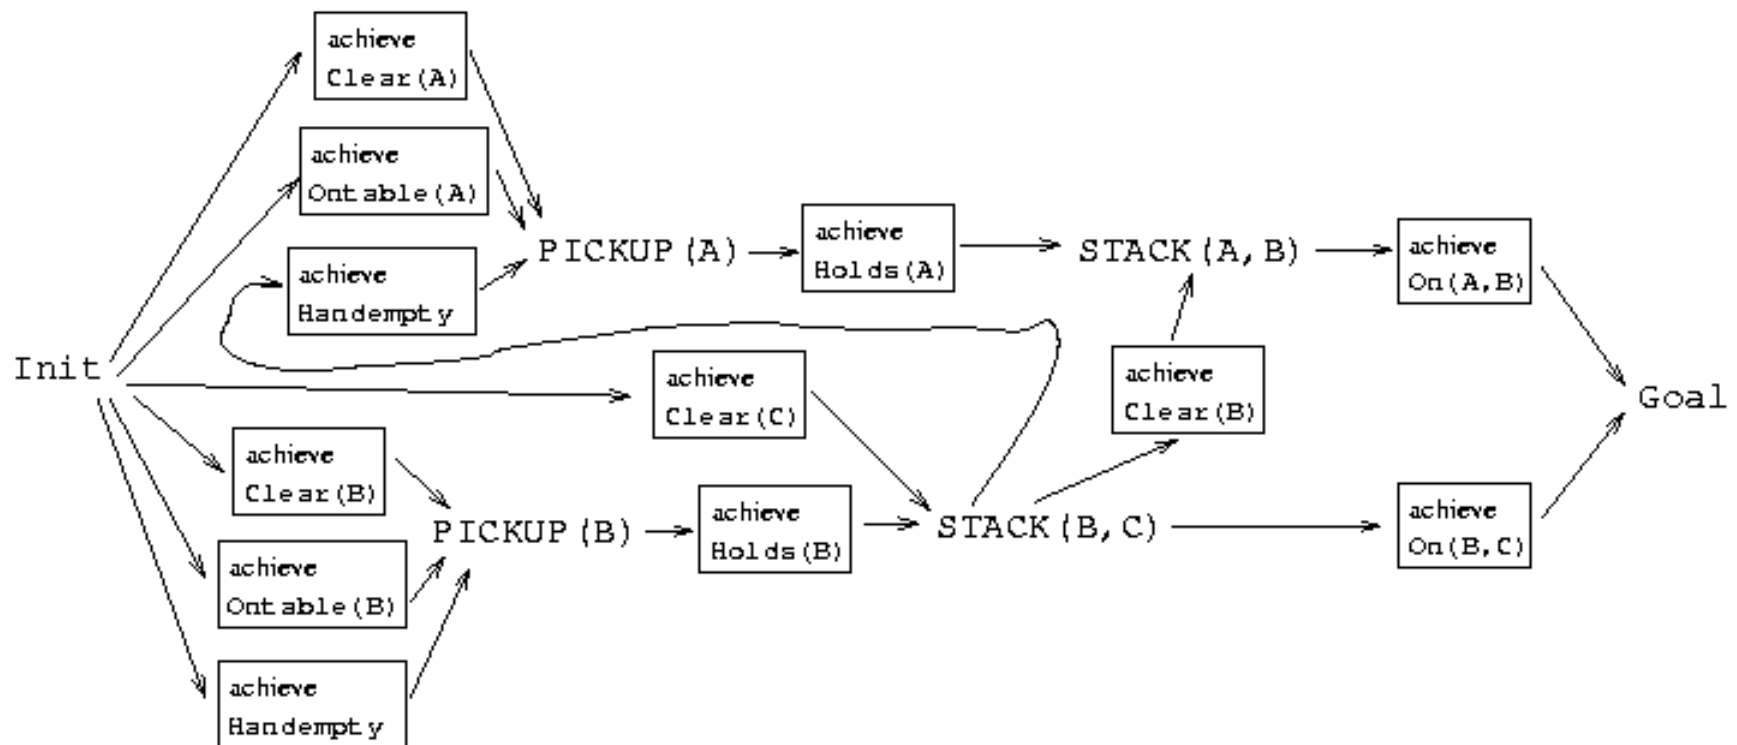 achieve
Clear(A)
achieve
Ontable(A)
achieve
Handempty
PICKUP(A)
achieve
Holds(A)
STACK(A,B)
achieve
On(A,B)
Init
achieve
Clear(C)
achieve
Clear(B)
Goal
achieve
Clear(B)
PICKUP(B)
achieve
Holds(B)
STACK(B,C)
achieve
On(B,C)
achieve
Ontable(B)
achieve
Handempty